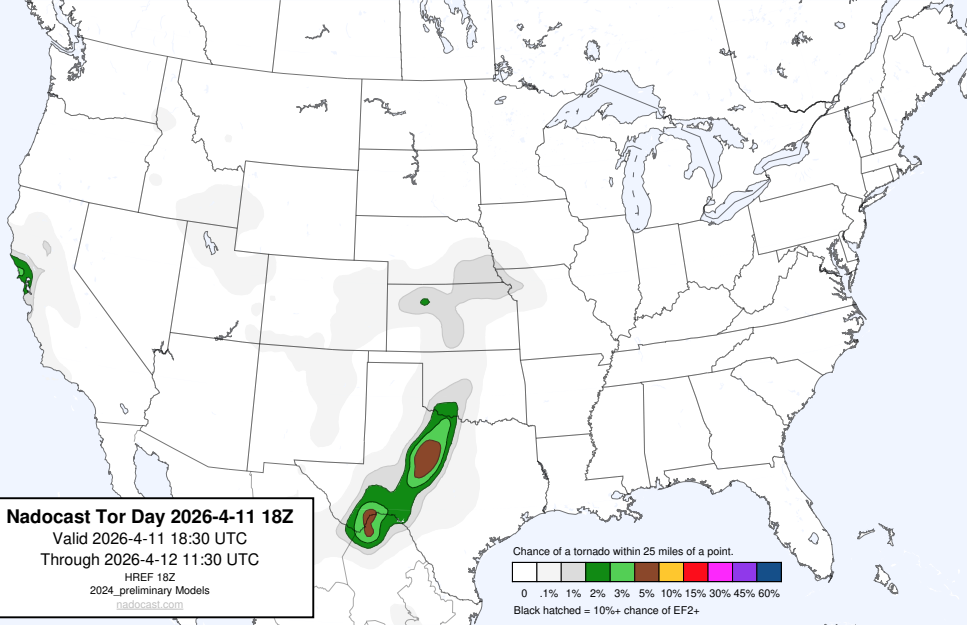 Nadocast Tor Day 2026-4-11 18Z
Valid 2026-4-11 18:30 UTC
Through 2026-4-12 11:30 UTC
HREF 18Z
2024_preliminary Models
nadocast.com
Chance of a tornado within 25 miles of a point.
0 .1% 1% 2% 3% 5% 10% 15% 30% 45% 60%
Black hatched = 10%+ chance of EF2+